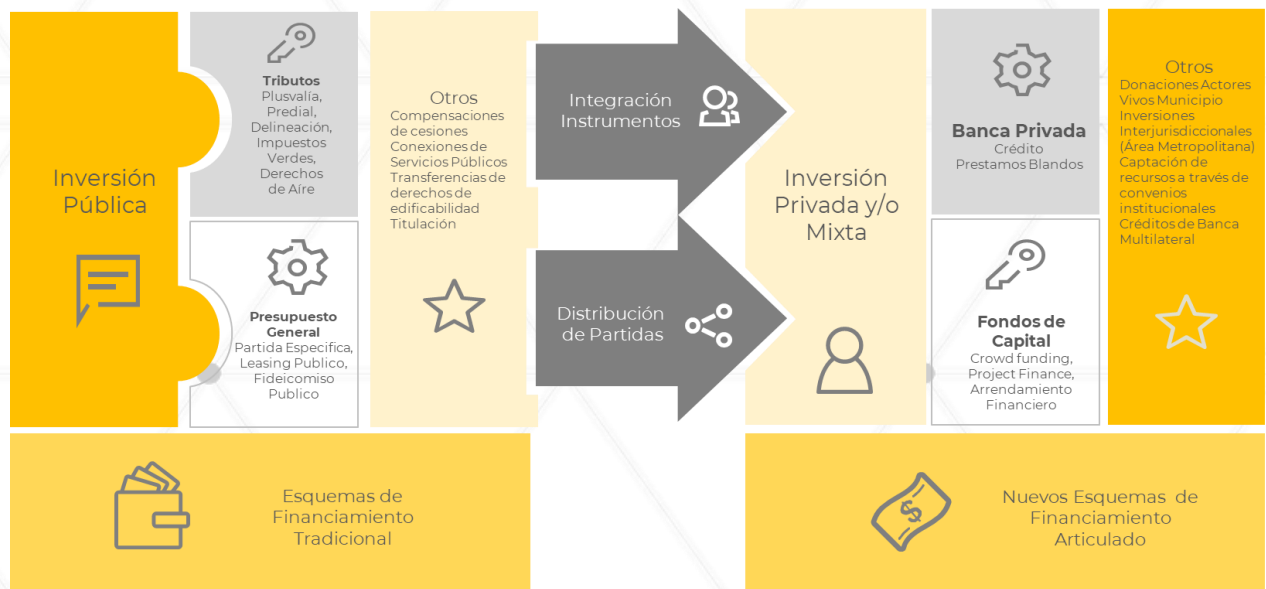 Inversión
Pública
Tributos
Plusvalía,
Predial,
Delineación,
Impuestos
Verdes,
Derechos
de Aíre
Presupuesto
General
Partida Especifica,
Leasing Publico,
Fideicomiso
Publico
Otros
Compensaciones
de cesiones
Conexiones de
Servicios Públicos
Transferencias de
derechos de
edificabilidad
Titulación
Integración
Instrumentos
Distribución
de Partidas
Inversión
Privada y/o
Mixta
Banca Privada
Crédito
Prestamos Blandos
Fondos de
Capital
Crowd funding,
Project Finance,
Arrendamiento
Financiero
Otros
Donaciones Actores
Vivos Municipio
Inversiones
Interjurisdiccionales
(Área Metropolitana)
Captación de
recursos a través de
convenios
institucionales
Créditos de Banca
Multilateral
Esquemas de
Financiamiento
Tradicional
$
Nuevos Esquemas de
Financiamiento
Articulado